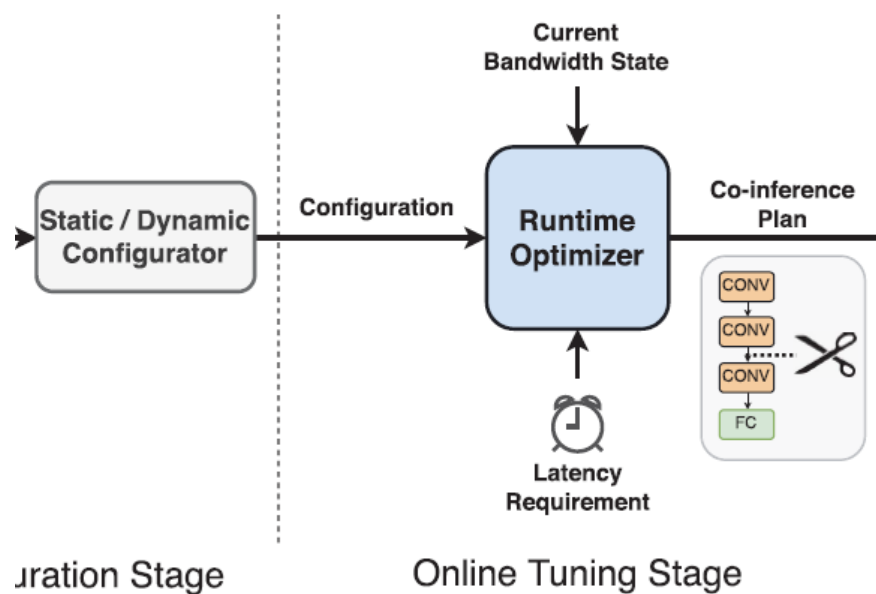 Current
Bandwidth State
Static / Dynamic
Configurator
Configuration
Runtime
Optimizer
Co-inference
Plan
CONV
CONV
CONV
FC
Latency
Requirement
uration Stage
Online Tuning Stage